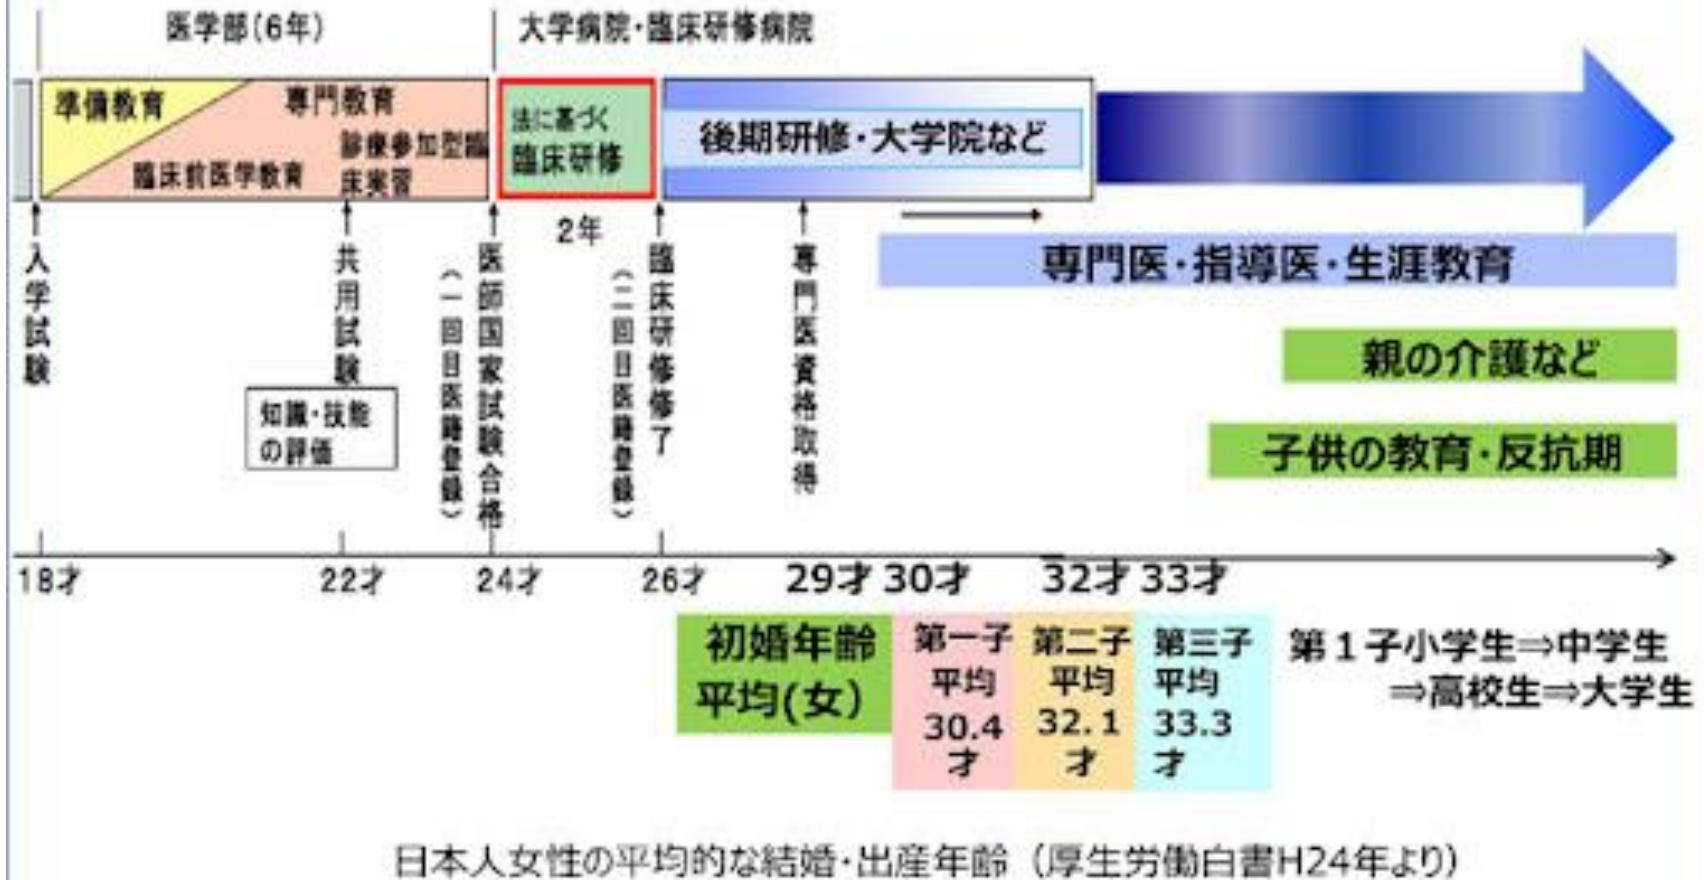 医学部(6年)
大学病院・臨床研修病院
準備教育
専門教育
臨床前医学教育
診療参加型臨
床実習
法に基づく
臨床研修
後期研修・大学院など
2年
専門医・指導医・生涯教育
親の介護など
子供の教育・反抗期
入学試験
共用試験
知識・技能
の評価
医師国家試験合格
(一回目医籍登録)
臨床研修修了
(二回目医籍登録)
専門医資格取得
18才
22才
24才
26才
29才
30才
32才
33才
初婚年齢
平均(女)
第一子
平均
30.4
才
第二子
平均
32.1
才
第三子
平均
33.3
才
第1子小学生⇒中学生
⇒高校生⇒大学生
日本人女性の平均的な結婚・出産年齢(厚生労働白書H24年より)